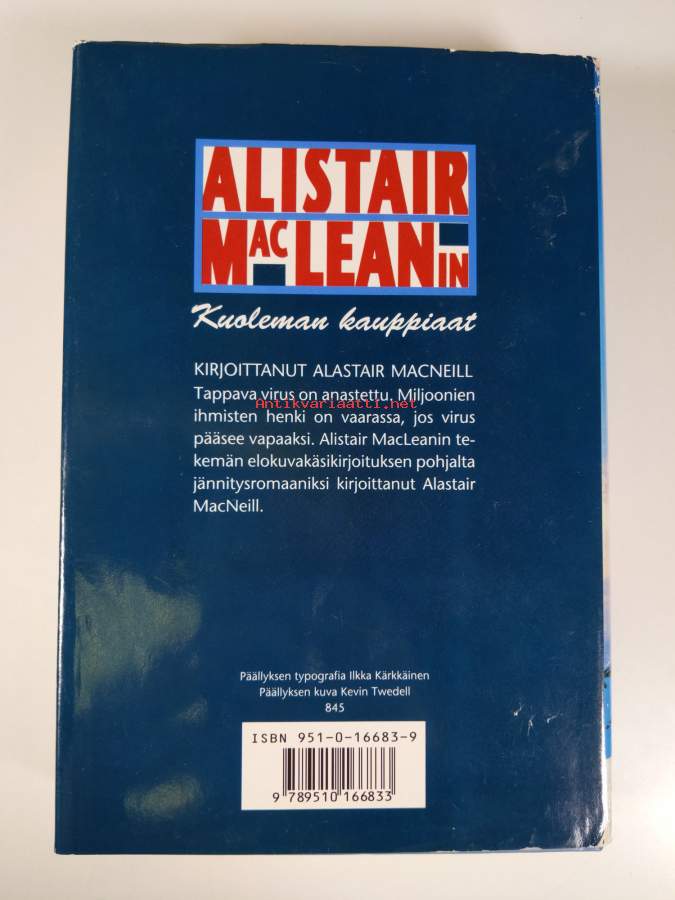 ALISTAIR
MACLEANIN
Kuoleman kauppiaat
KIRJOITTANUT ALASTAIR MACNEILL
Tappava virus on anastettu. Miljoonien
Antikvariaatti.net
ihmisten henki on vaarassa, jos virus
pääsee vapaaksi. Alistair MacLeanin te-
kemän elokuvakäsikirjoituksen pohjalta
jännitysromaaniksi kirjoittanut Alastair
MacNeill.
Päällyksen typografia Ilkka Kärkkäinen
Päällyksen kuva Kevin Twedell
845
ISBN 951-0-16683-9
9 789510 166833